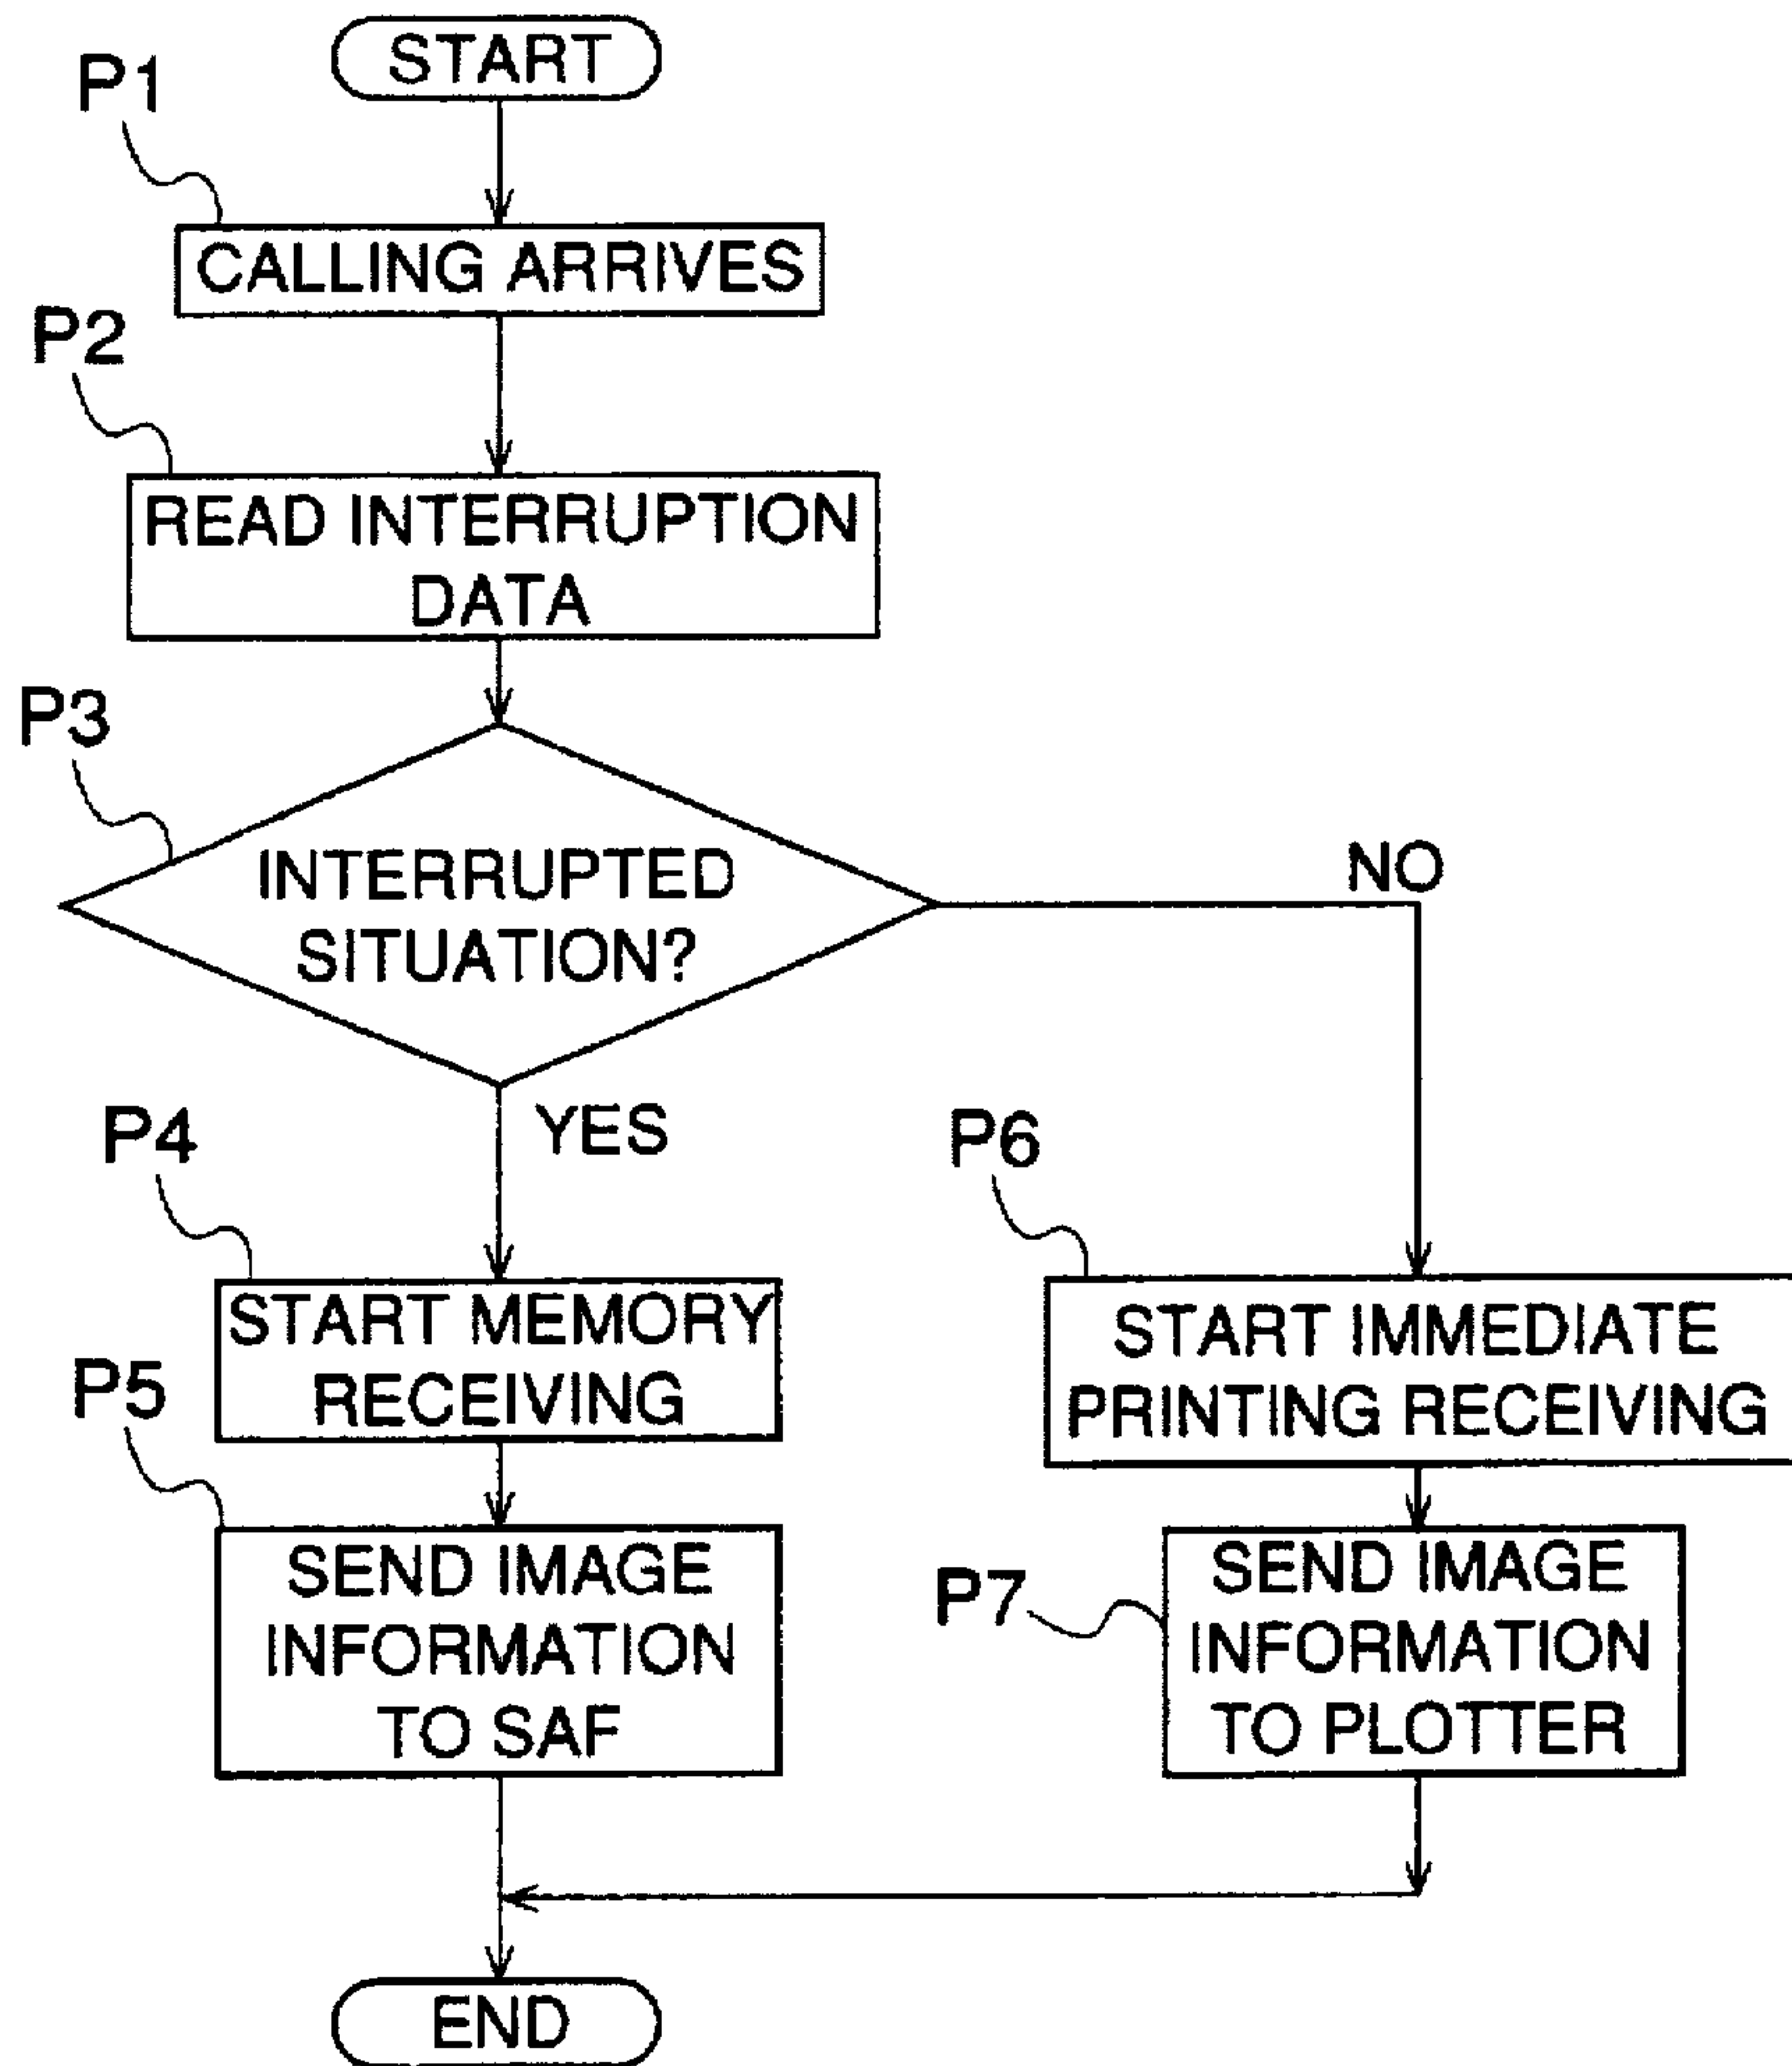 START
P1
CALLING ARRIVES
P2
READ INTERRUPTION
DATA
P3
INTERRUPTED
SITUATION?
NO
YES
P4
START MEMORY
RECEIVING
P6
START IMMEDIATE
PRINTING RECEIVING
P5
SEND IMAGE
INFORMATION
TO SAF
P7
SEND IMAGE
INFORMATION
TO PLOTTER
END